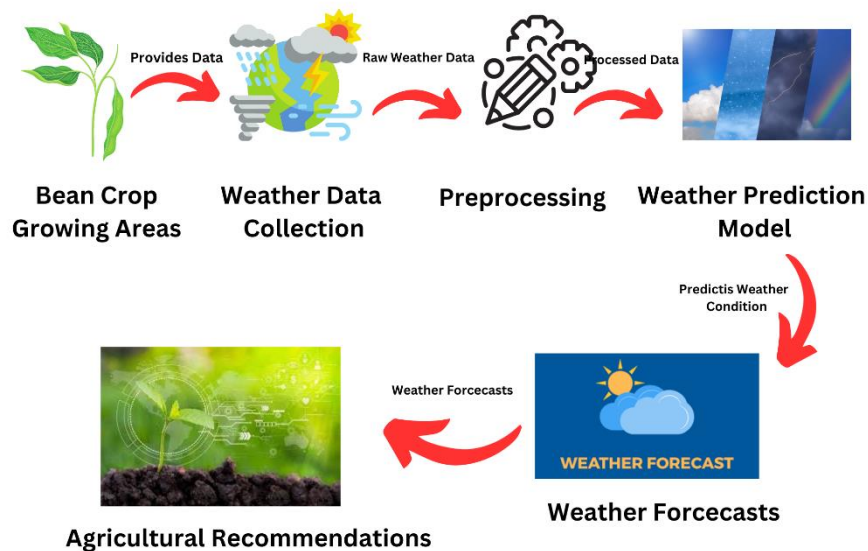 Provides Data
Raw Weather Data
Processed Data
Bean Crop
Growing Areas
Weather Data
Collection
Preprocessing
Weather Prediction
Model
Predictis Weather
Condition
Weather Forcecasts
WEATHER FORECAST
Weather Forcecasts
Agricultural Recommendations